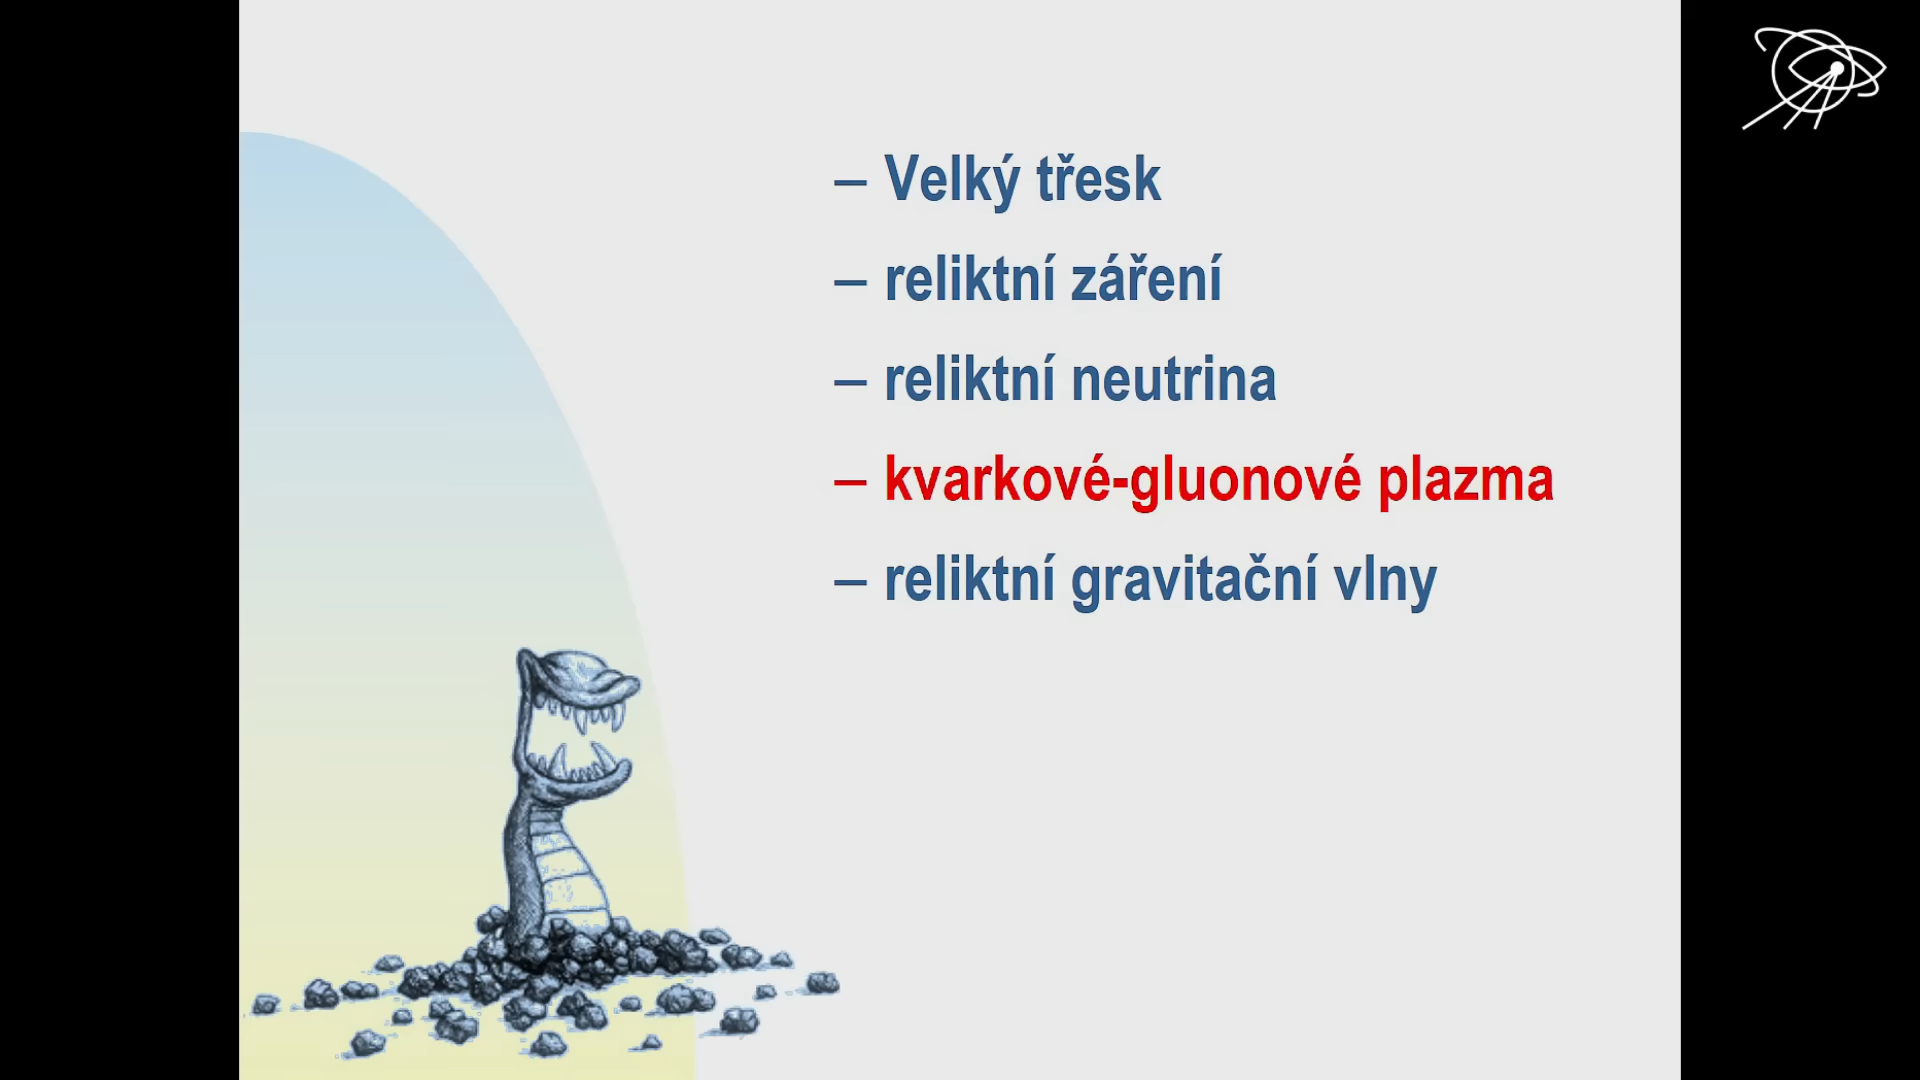 – Velký třesk
– reliktní záření
– reliktní neutrina
– kvarkové-gluonové plazma
– reliktní gravitační vlny